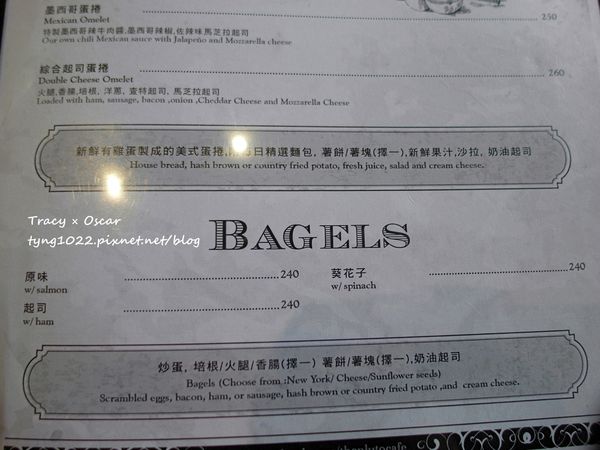 墨西哥蛋捲 250
Mexican Omelet
特製墨西哥辣牛肉醬,墨西哥辣椒,佐辣味馬芝拉起司
Our own chili Mexican sauce with Jalapeño and Mozzarella cheese
綜合起司蛋捲 260
Double Cheese Omelet
火腿,香腸,培根, 洋蔥, 查特起司, 馬芝拉起司
Loaded with ham, sausage, bacon ,onion ,Cheddar Cheese and Mozzarella Cheese
新鮮有雞蛋製成的美式蛋捲,附每日精選麵包, 薯餅/薯塊(擇一),新鮮果汁,沙拉, 奶油起司
House bread, hash brown or country fried potato, fresh juice, salad and cream cheese.
Tracy × Oscar
tyng1022.pixnet.net/blog
BAGELS
原味 240
w/ salmon
葵花子 240
w/ spinach
起司 240
w/ ham
炒蛋, 培根/火腿/香腸(擇一) 薯餅/薯塊(擇一),奶油起司
Bagels (Choose from :New York/ Cheese/Sunflower seeds)
Scrambled eggs, bacon, ham, or sausage, hash brown or country fried potato ,and cream cheese.